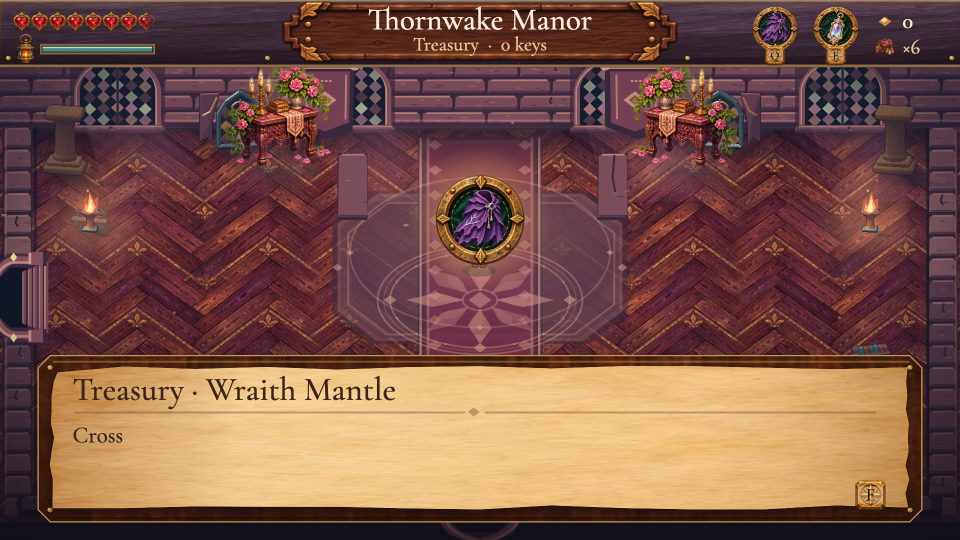 Thornwake Manor
Treasury · 0 keys
Q
E
0
×6
Treasury · Wraith Mantle
Cross
F